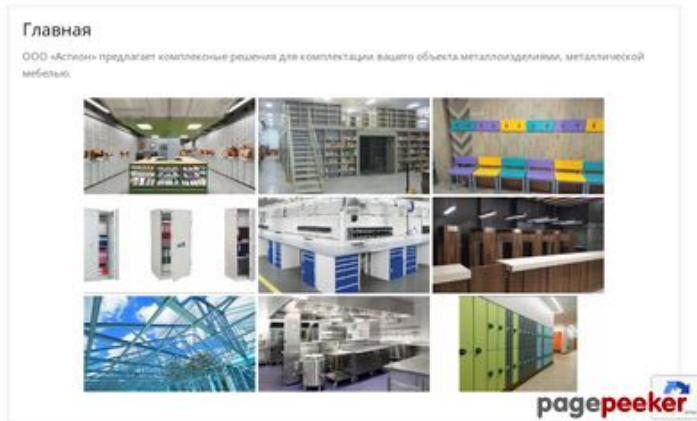 Главная
ООО «Астион» предлагает комплексные решения для комплектации вашего объекта металлоизделиями, металлической
мебелью.
pagepeeker